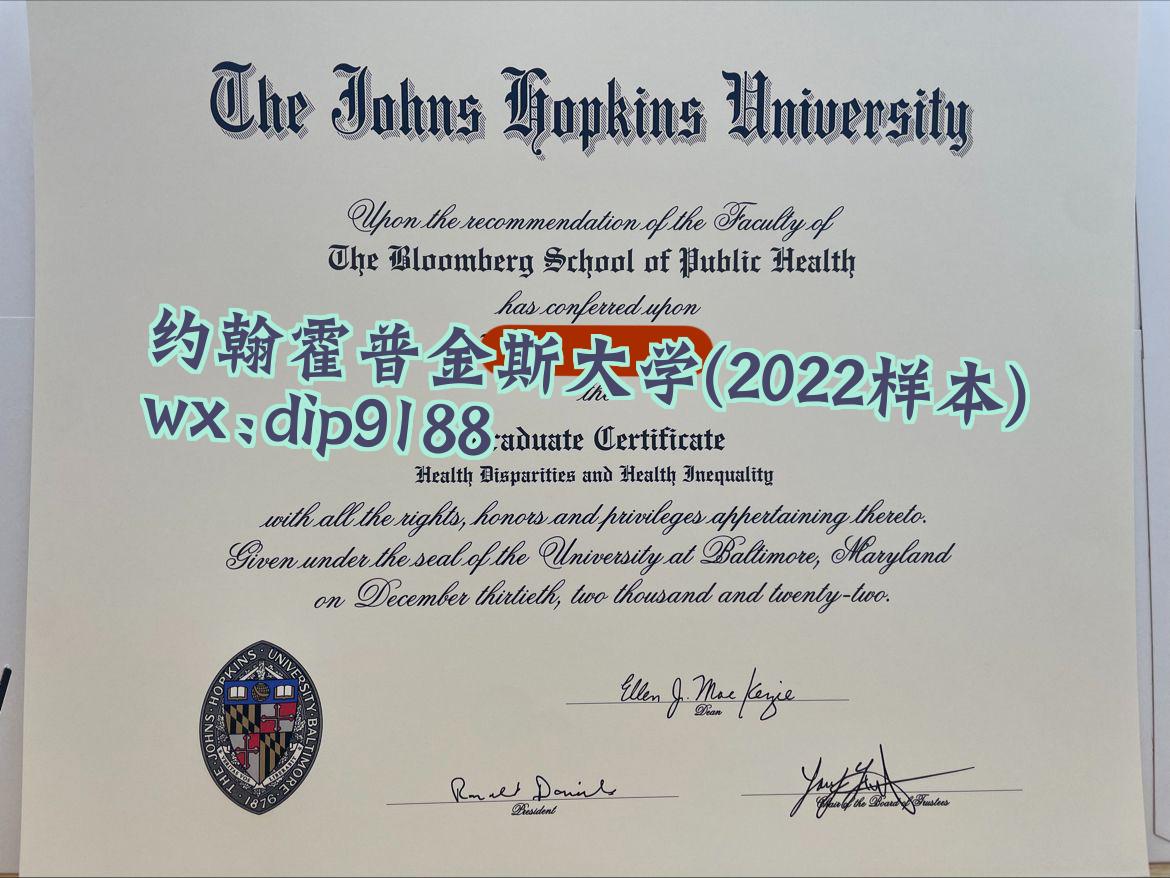 The Johns Hopkins University
Upon the recommendation of the Faculty of
The Bloomberg School of Public Health
has conferred upon
约翰霍普金斯大学(2022样本)
the
wx:dip9188
raduate Certificate
Health Disparities and Health Inequality
with all the rights, honors and privileges appertaining thereto.
Given under the seal of the University at Baltimore, Maryland
on December thirtieth, two thousand and twenty-two.
THE·JOHNS·HOPKINS·UNIVERSITY·BALTIMORE·
1876
Ellen J. MacKenzie
Dean
Ronald Daniels
President
Chair of the Board of Trustees